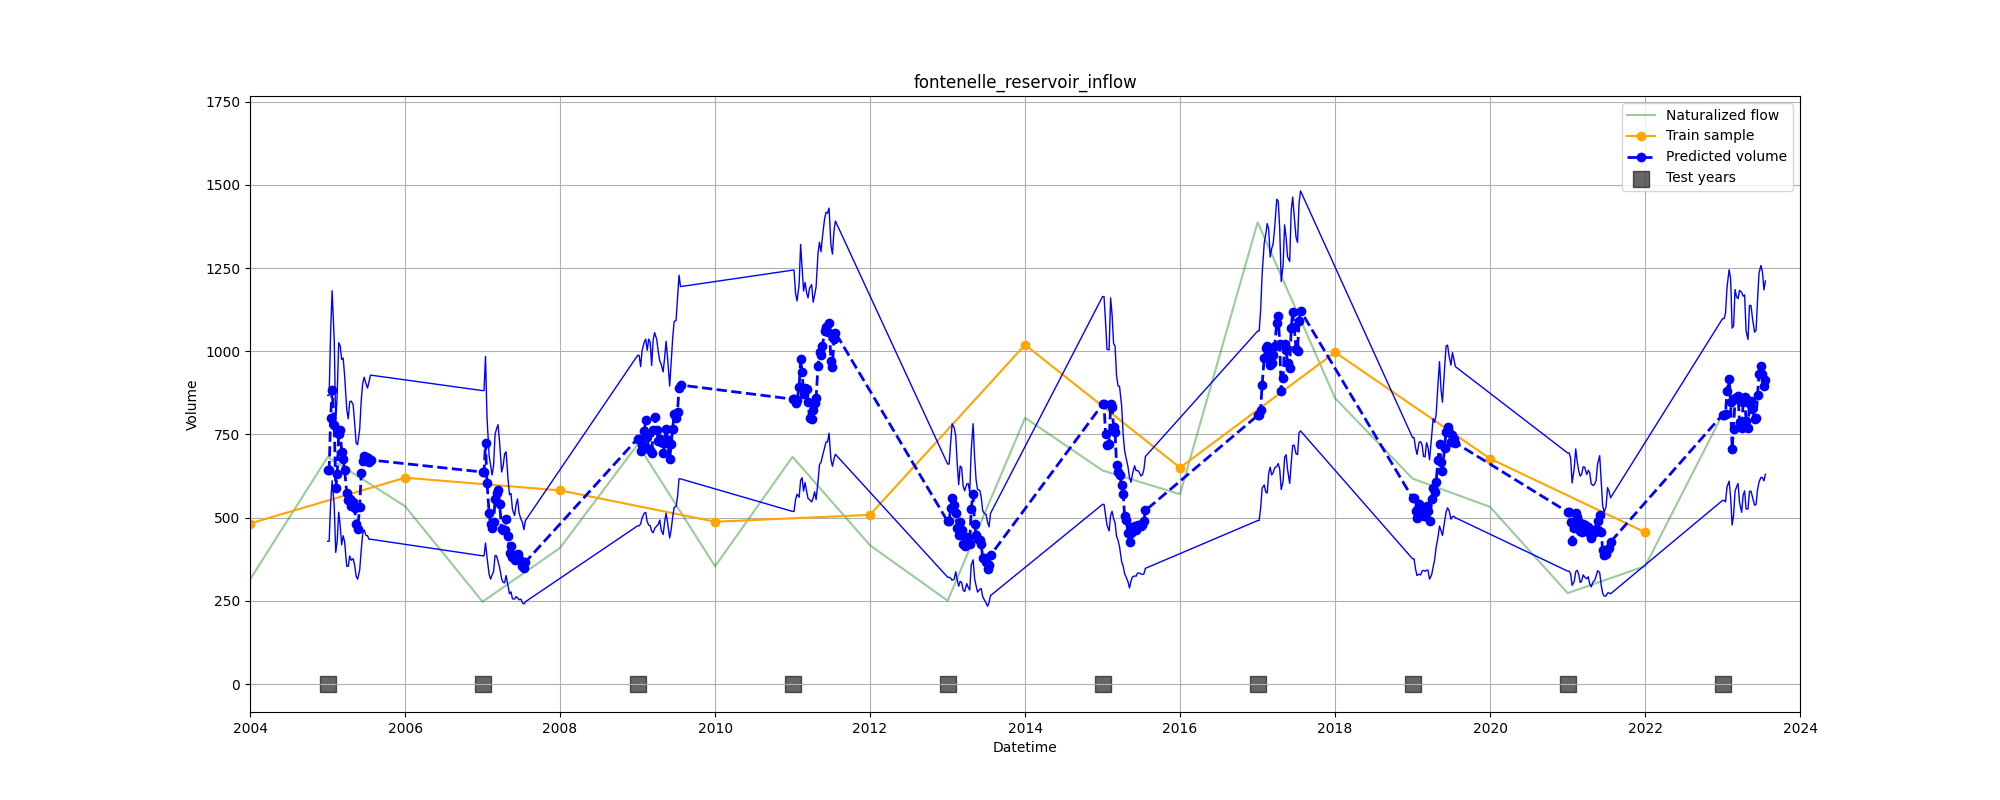 fontenelle_reservoir_inflow
1750
1500
1250
1000
750
500
250
0
Volume
Naturalized flow
Train sample
Predicted volume
Test years
2004 2006 2008 2010 2012 2014 2016 2018 2020 2022 2024
Datetime